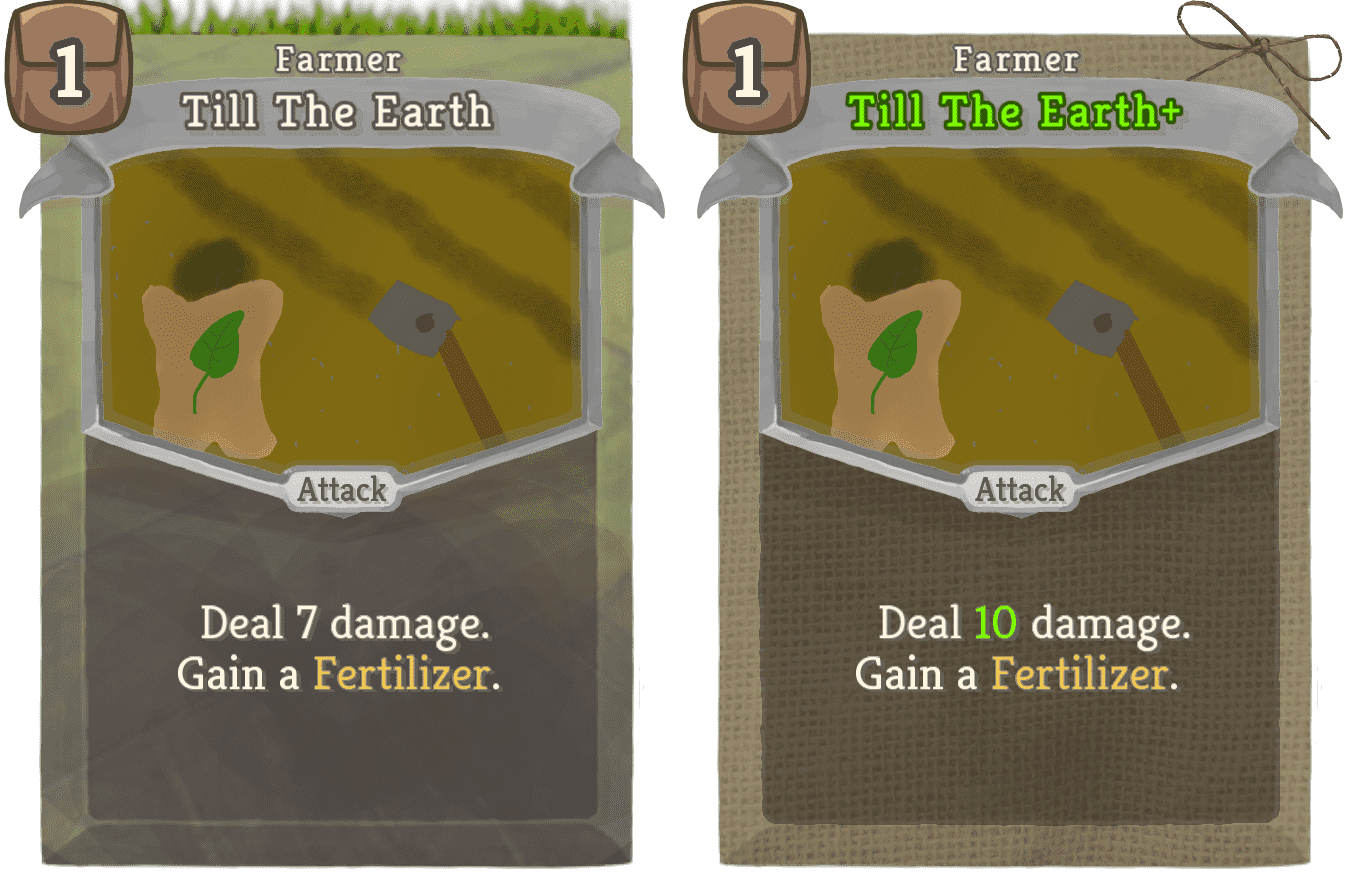 1
Farmer
Till The Earth
Attack
Deal 7 damage.
Gain a Fertilizer.
1
Farmer
Till The Earth+
Attack
Deal 10 damage.
Gain a Fertilizer.